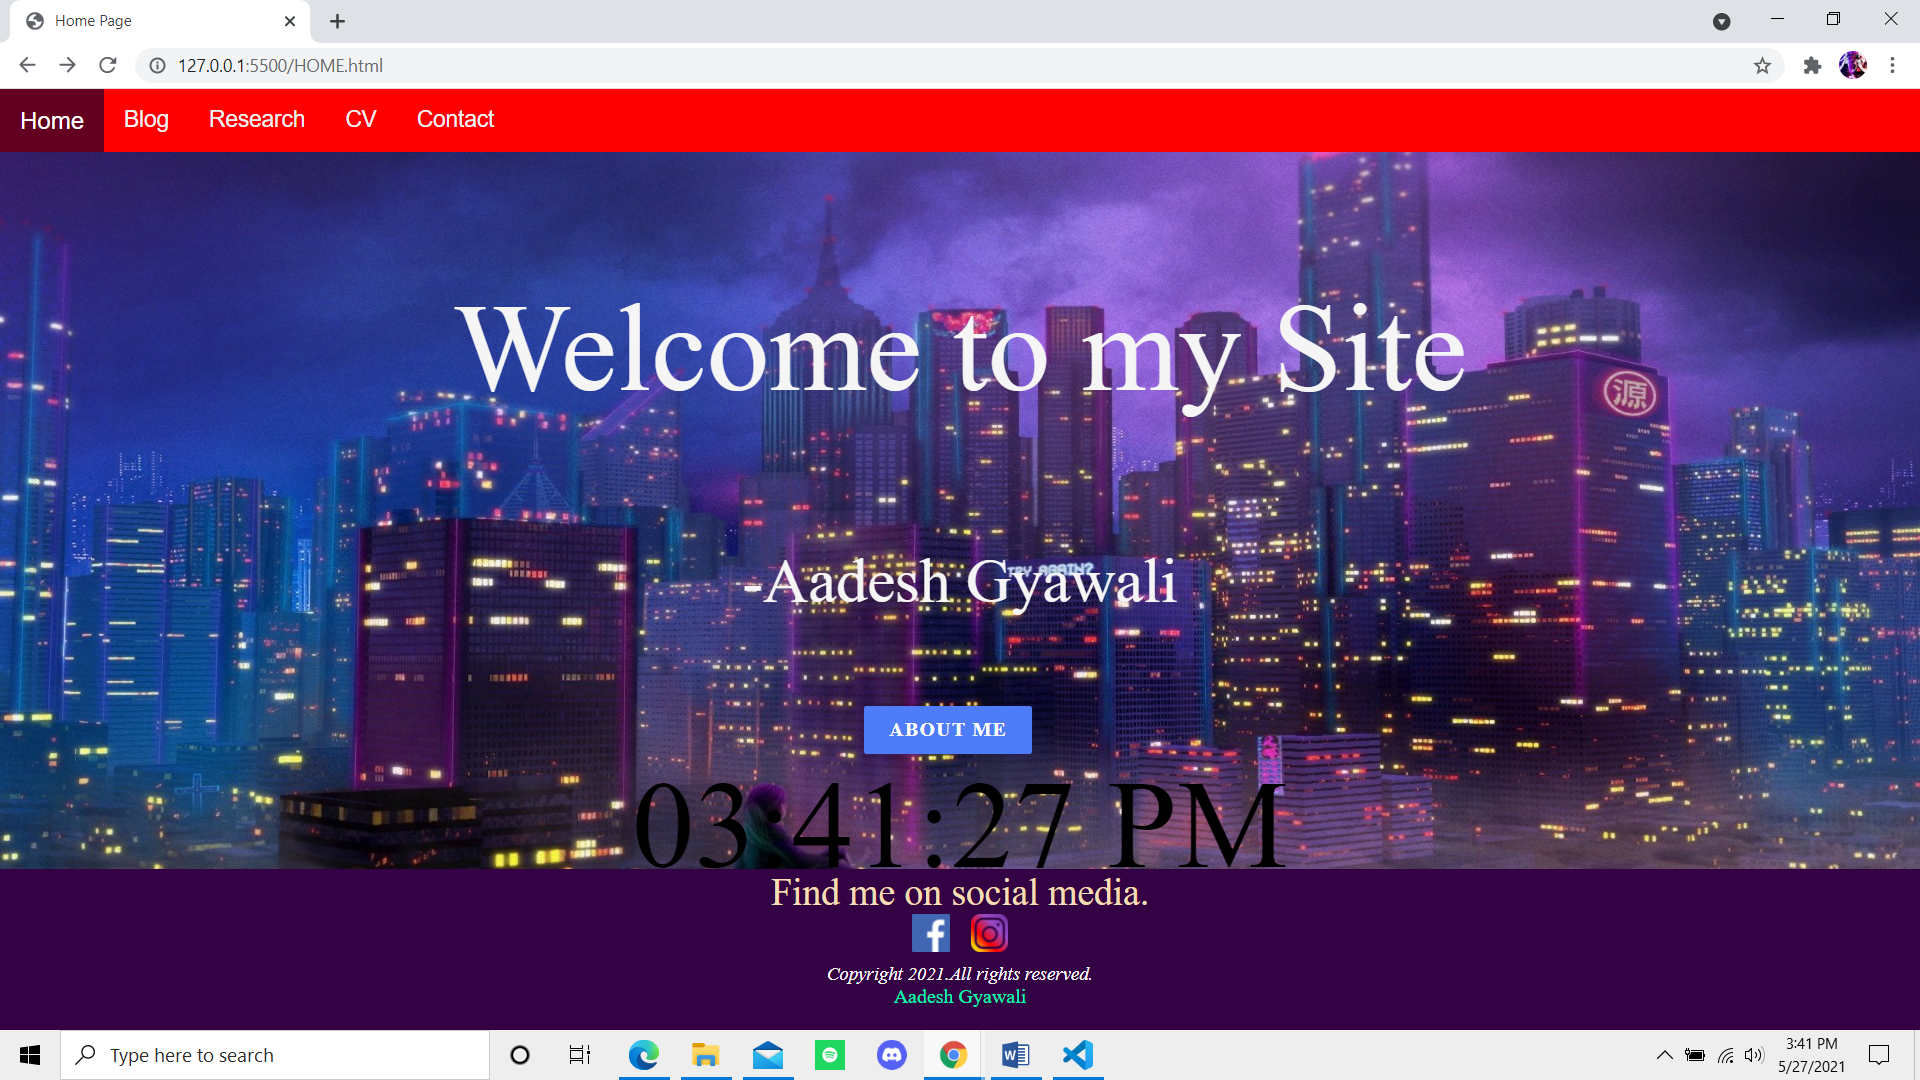 Home Page
127.0.0.1:5500/HOME.html
Home Blog Research CV Contact
Welcome to my Site
源
TRY AGAIN?
-Aadesh Gyawali
ABOUT ME
03:41:27 PM
Find me on social media.
Copyright 2021.All rights reserved.
Aadesh Gyawali
Type here to search
3:41 PM
5/27/2021